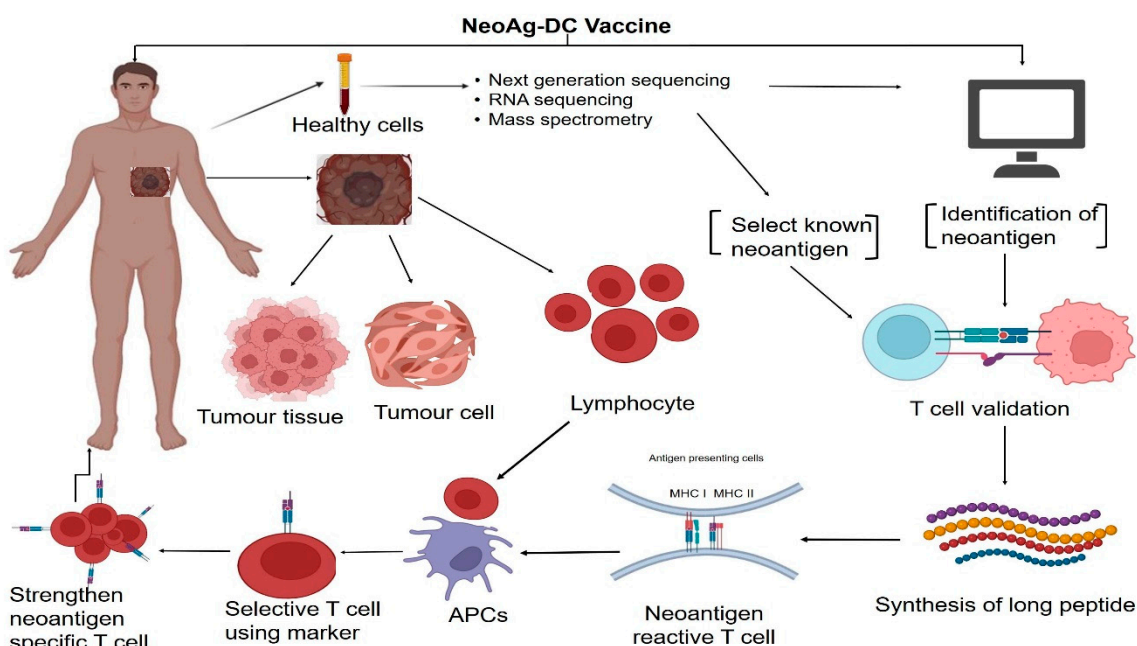 NeoAg-DC Vaccine
Healthy cells
• Next generation sequencing
• RNA sequencing
• Mass spectrometry
Select known
neoantigen
Identification of
neoantigen
Tumour tissue
Tumour cell
Lymphocyte
T cell validation
Antigen presenting cells
MHC I MHC II
Strengthen
neoantigen
specific T cell
Selective T cell
using marker
APCs
Neoantigen
reactive T cell
Synthesis of long peptide